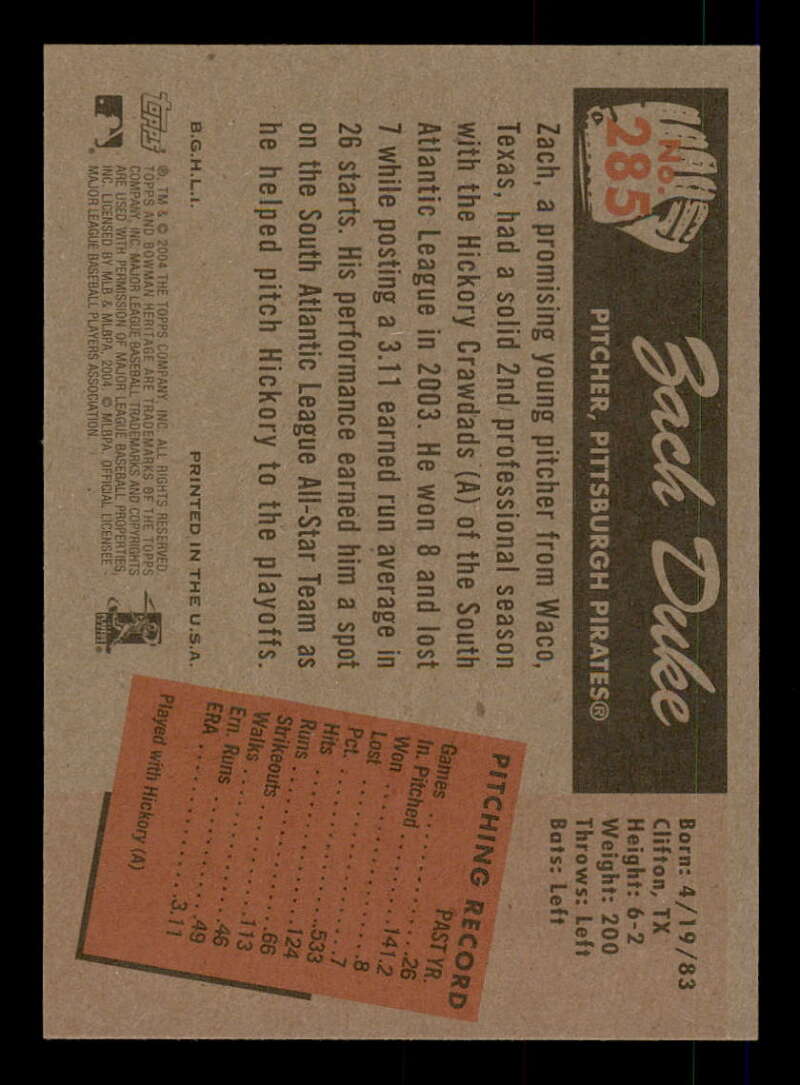 No.
285
Zach Duke
PITCHER, PITTSBURGH PIRATES®
Born: 4/19/83
Clifton, TX
Height: 6-2
Weight: 200
Throws: Left
Bats: Left
Zach, a promising young pitcher from Waco,
Texas, had a solid 2nd professional season
with the Hickory Crawdads (A) of the South
Atlantic League in 2003. He won 8 and lost
7 while posting a 3.11 earned run average in
26 starts. His performance earned him a spot
on the South Atlantic League All-Star Team as
he helped pitch Hickory to the playoffs.
PITCHING RECORD
PAST YR.
Games ..............26
In. Pitched ........141.2
Won ..............8
Lost ..............7
Pct. ..............533
Hits ..............124
Runs ..............66
Strikeouts ..............113
Walks ..............46
Ern. Runs ..............49
ERA ..............3.11
Played with Hickory (A)
B.G.H.L.I.
PRINTED IN THE U.S.A.
TOPPS
®, TM & © 2004 THE TOPPS COMPANY, INC. ALL RIGHTS RESERVED.
TOPPS AND BOWMAN HERITAGE ARE TRADEMARKS OF THE TOPPS
COMPANY, INC. MAJOR LEAGUE BASEBALL TRADEMARKS AND COPYRIGHTS
ARE USED WITH PERMISSION OF MAJOR LEAGUE BASEBALL PROPERTIES,
INC. LICENSED BY MLB & MLBPA, 2004 © MLBPA, OFFICIAL LICENSEE -
MAJOR LEAGUE BASEBALL PLAYERS ASSOCIATION